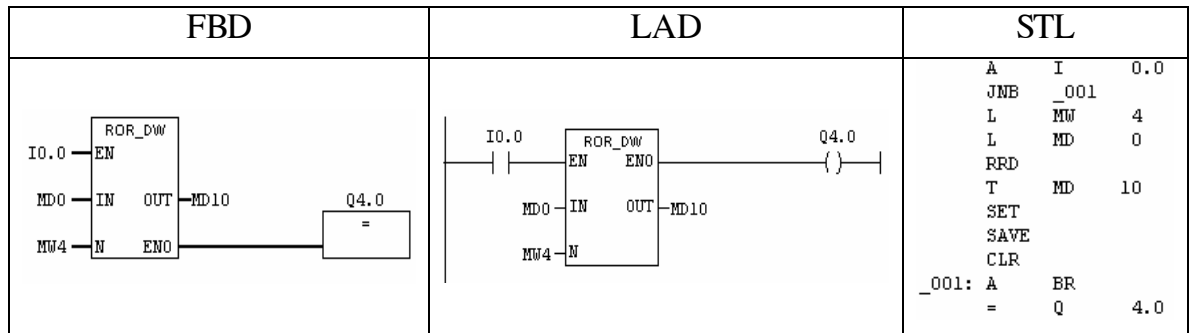 FBD
LAD
STL
ROR_DW
I0.0 EN
MD0 IN OUT MD10
MW4 N ENO
Q4.0
=
I0.0
ROR_DW
EN ENO
Q4.0
( )
MD0 IN OUT MD10
MW4 N
A I 0.0
JNB _001
L MW 4
L MD 0
RRD
T MD 10
SET
SAVE
CLR
_001: A BR
= Q 4.0